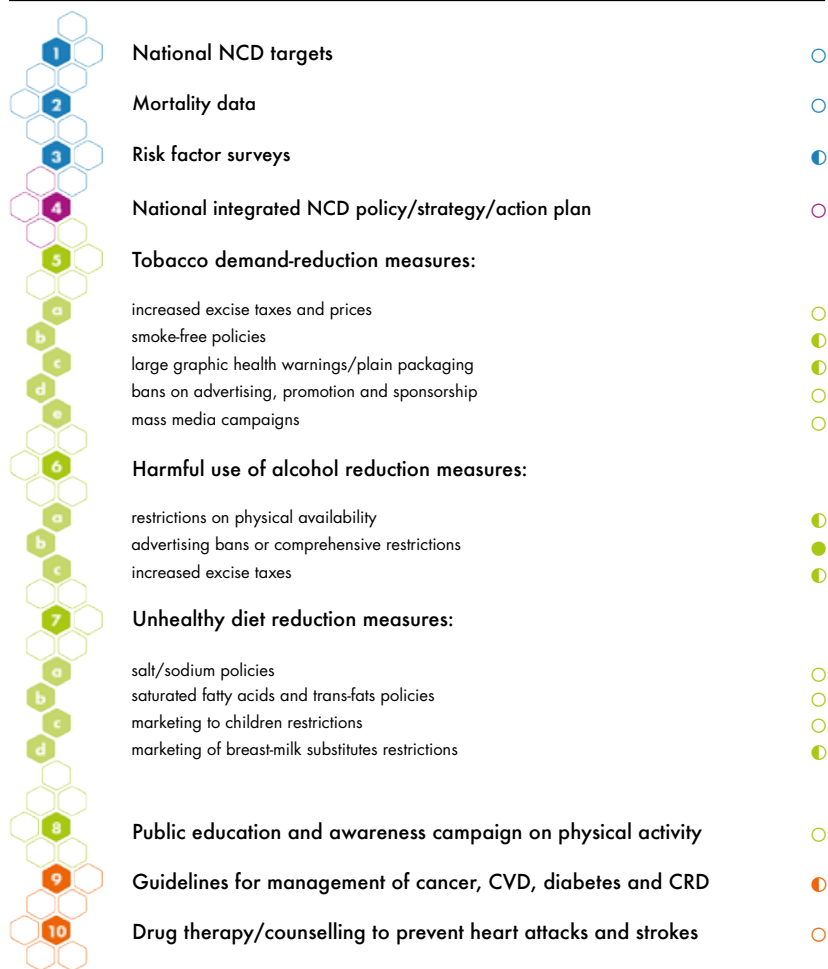 1 National NCD targets ○
2 Mortality data ○
3 Risk factor surveys ◐
4 National integrated NCD policy/strategy/action plan ○
5 Tobacco demand-reduction measures:
a increased excise taxes and prices ○
b smoke-free policies ◐
c large graphic health warnings/plain packaging ◐
d bans on advertising, promotion and sponsorship ○
e mass media campaigns ○
6 Harmful use of alcohol reduction measures:
a restrictions on physical availability ◐
b advertising bans or comprehensive restrictions ●
c increased excise taxes ◐
7 Unhealthy diet reduction measures:
a salt/sodium policies ○
b saturated fatty acids and trans-fats policies ○
c marketing to children restrictions ○
d marketing of breast-milk substitutes restrictions ◐
8 Public education and awareness campaign on physical activity ○
9 Guidelines for management of cancer, CVD, diabetes and CRD ◐
10 Drug therapy/counselling to prevent heart attacks and strokes ○